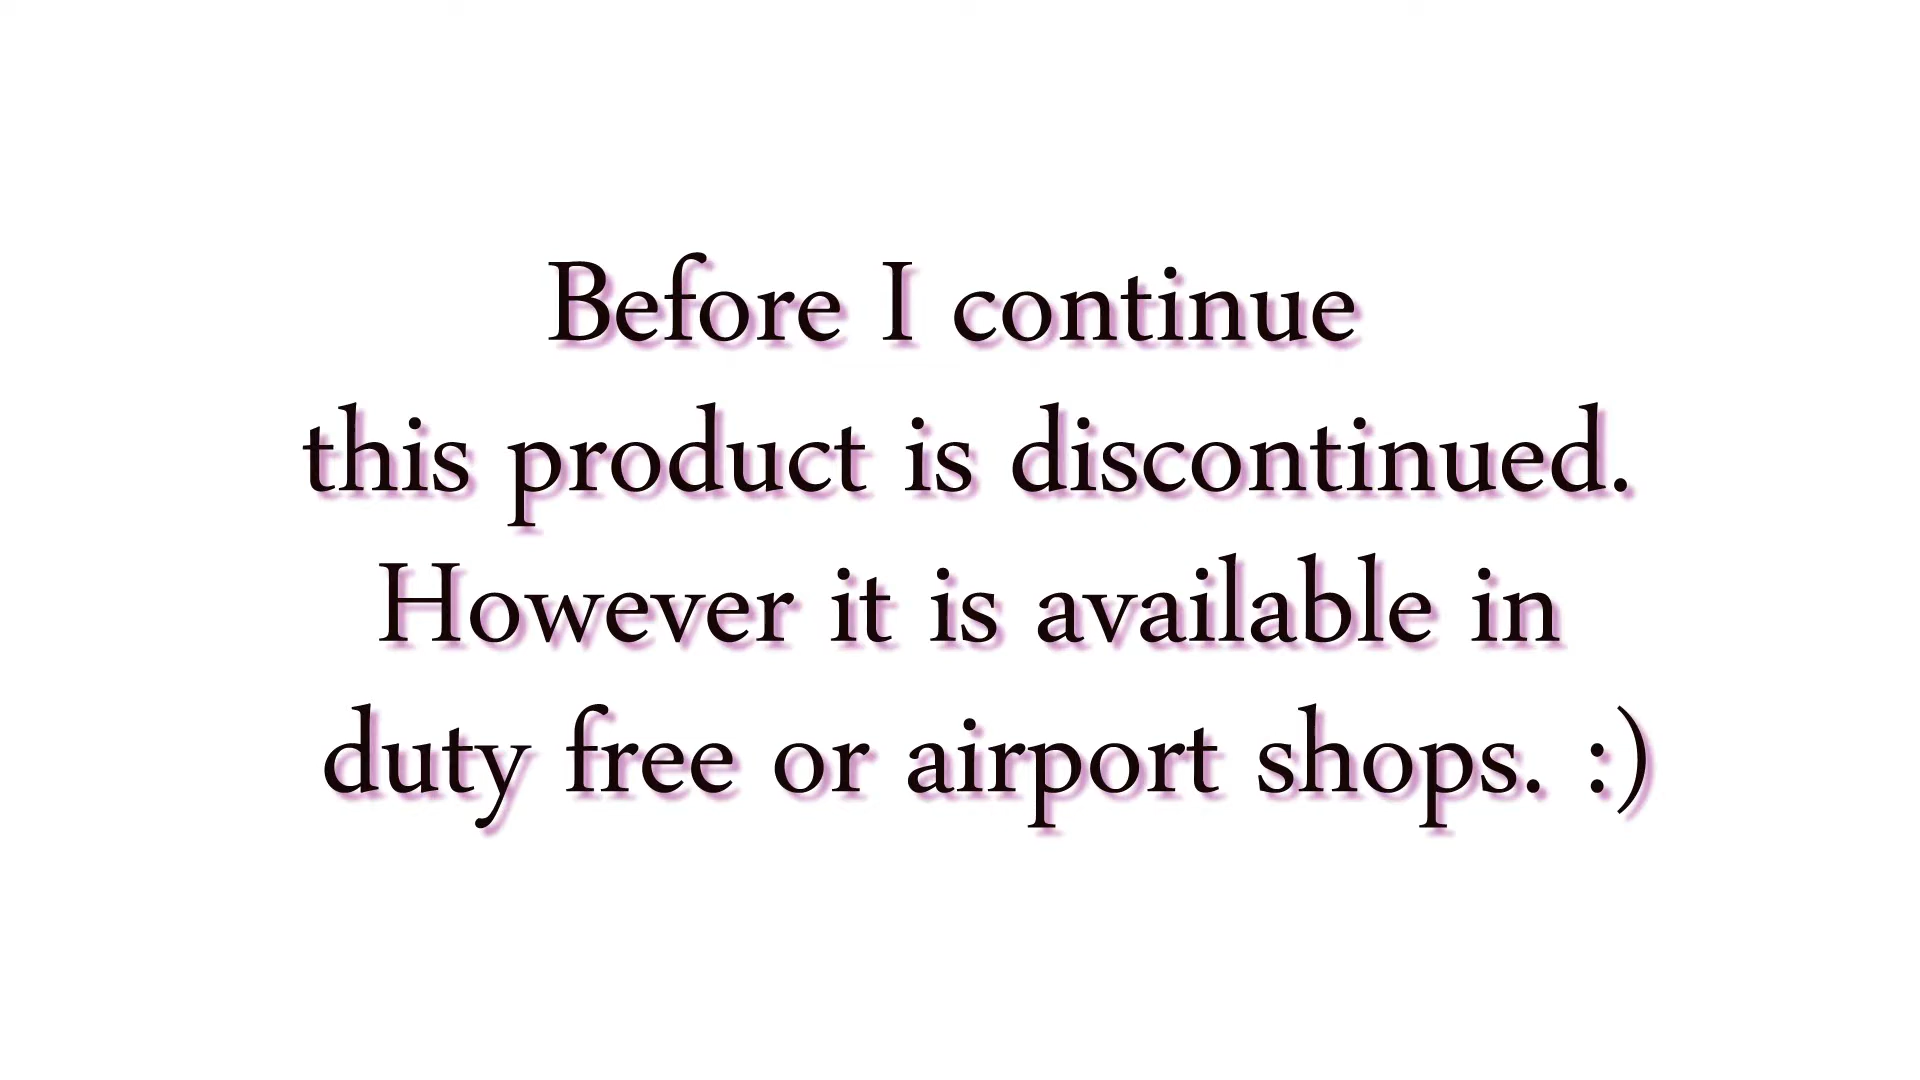 Before I continue
this product is discontinued.
However it is available in
duty free or airport shops. :)